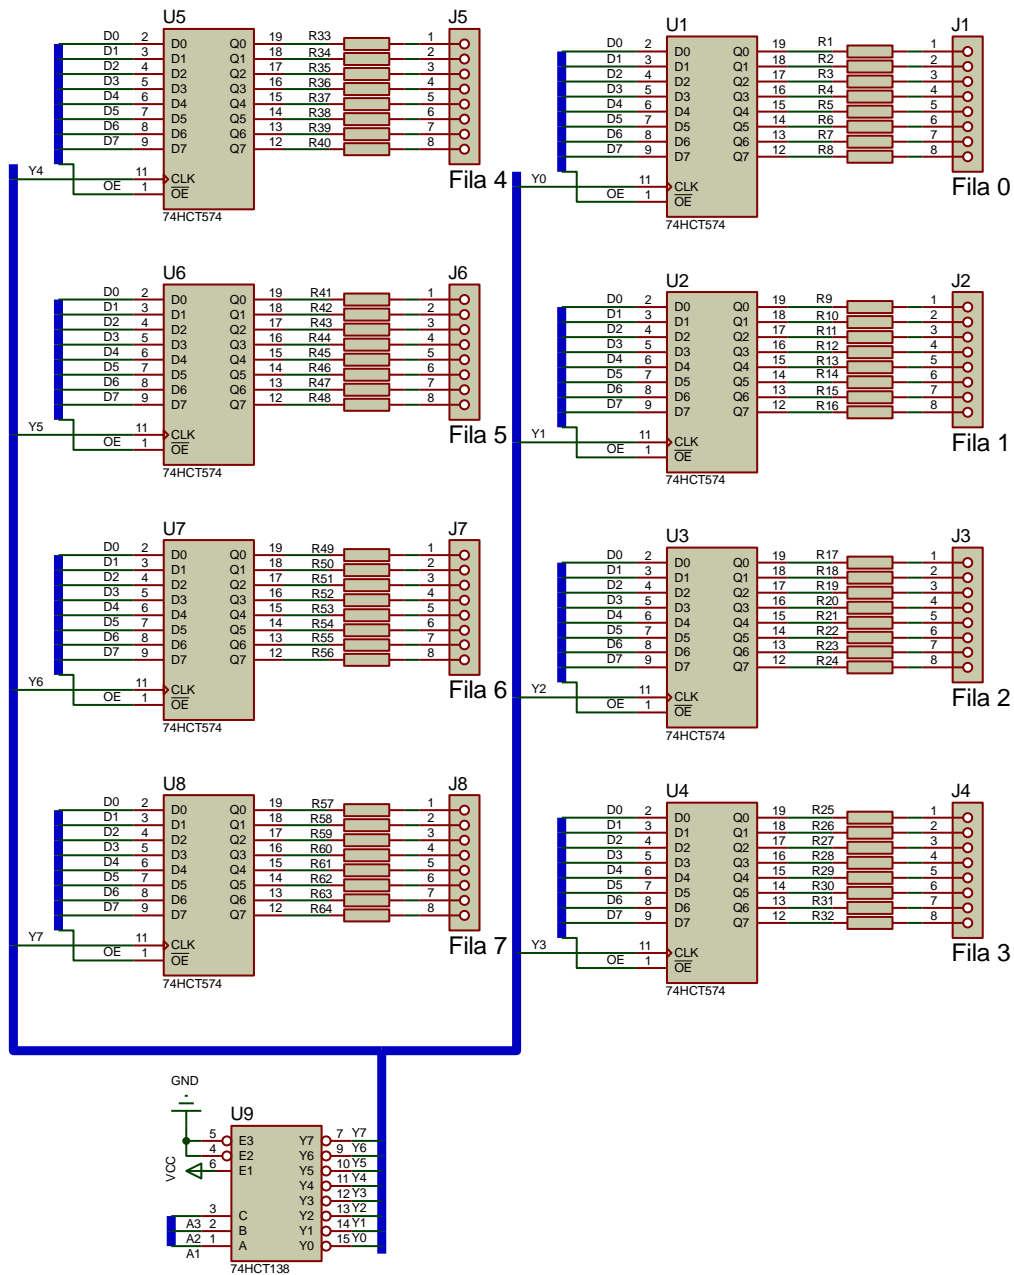 U5 J5
D0 2 D0 Q0 19 R33 1
D1 3 D1 Q1 18 R34 2
D2 4 D2 Q2 17 R35 3
D3 5 D3 Q3 16 R36 4
D4 6 D4 Q4 15 R37 5
D5 7 D5 Q5 14 R38 6
D6 8 D6 Q6 13 R39 7
D7 9 D7 Q7 12 R40 8
Y4 11 CLK
OE 1 OE
74HCT574
Fila 4
U1 J1
D0 2 D0 Q0 19 R1 1
D1 3 D1 Q1 18 R2 2
D2 4 D2 Q2 17 R3 3
D3 5 D3 Q3 16 R4 4
D4 6 D4 Q4 15 R5 5
D5 7 D5 Q5 14 R6 6
D6 8 D6 Q6 13 R7 7
D7 9 D7 Q7 12 R8 8
Y0 11 CLK
OE 1 OE
74HCT574
Fila 0
U6 J6
D0 2 D0 Q0 19 R41 1
D1 3 D1 Q1 18 R42 2
D2 4 D2 Q2 17 R43 3
D3 5 D3 Q3 16 R44 4
D4 6 D4 Q4 15 R45 5
D5 7 D5 Q5 14 R46 6
D6 8 D6 Q6 13 R47 7
D7 9 D7 Q7 12 R48 8
Y5 11 CLK
OE 1 OE
74HCT574
Fila 5
U2 J2
D0 2 D0 Q0 19 R9 1
D1 3 D1 Q1 18 R10 2
D2 4 D2 Q2 17 R11 3
D3 5 D3 Q3 16 R12 4
D4 6 D4 Q4 15 R13 5
D5 7 D5 Q5 14 R14 6
D6 8 D6 Q6 13 R15 7
D7 9 D7 Q7 12 R16 8
Y1 11 CLK
OE 1 OE
74HCT574
Fila 1
U7 J7
D0 2 D0 Q0 19 R49 1
D1 3 D1 Q1 18 R50 2
D2 4 D2 Q2 17 R51 3
D3 5 D3 Q3 16 R52 4
D4 6 D4 Q4 15 R53 5
D5 7 D5 Q5 14 R54 6
D6 8 D6 Q6 13 R55 7
D7 9 D7 Q7 12 R56 8
Y6 11 CLK
OE 1 OE
74HCT574
Fila 6
U3 J3
D0 2 D0 Q0 19 R17 1
D1 3 D1 Q1 18 R18 2
D2 4 D2 Q2 17 R19 3
D3 5 D3 Q3 16 R20 4
D4 6 D4 Q4 15 R21 5
D5 7 D5 Q5 14 R22 6
D6 8 D6 Q6 13 R23 7
D7 9 D7 Q7 12 R24 8
Y2 11 CLK
OE 1 OE
74HCT574
Fila 2
U8 J8
D0 2 D0 Q0 19 R57 1
D1 3 D1 Q1 18 R58 2
D2 4 D2 Q2 17 R59 3
D3 5 D3 Q3 16 R60 4
D4 6 D4 Q4 15 R61 5
D5 7 D5 Q5 14 R62 6
D6 8 D6 Q6 13 R63 7
D7 9 D7 Q7 12 R64 8
Y7 11 CLK
OE 1 OE
74HCT574
Fila 7
U4 J4
D0 2 D0 Q0 19 R25 1
D1 3 D1 Q1 18 R26 2
D2 4 D2 Q2 17 R27 3
D3 5 D3 Q3 16 R28 4
D4 6 D4 Q4 15 R29 5
D5 7 D5 Q5 14 R30 6
D6 8 D6 Q6 13 R31 7
D7 9 D7 Q7 12 R32 8
Y3 11 CLK
OE 1 OE
74HCT574
Fila 3
GND
U9
5 E3 Y7 7 Y7
4 E2 Y6 9 Y6
VCC 6 E1 Y5 10 Y5
Y4 11 Y4
Y3 12 Y3
3 C Y2 13 Y2
A3 2 B Y1 14 Y1
A2 1 A Y0 15 Y0
A1
74HCT138